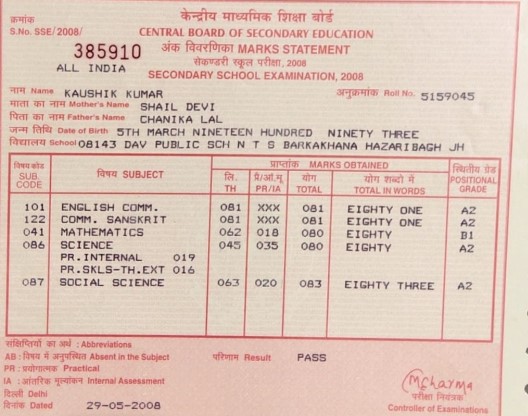 क्रमांक
केन्द्रीय माध्यमिक शिक्षा बोर्ड
S.No. SSE/2008/
CENTRAL BOARD OF SECONDARY EDUCATION
385910
अंक विवरणिका MARKS STATEMENT
ALL INDIA
सेकण्डरी स्कूल परीक्षा, 2008
SECONDARY SCHOOL EXAMINATION, 2008
नाम Name KAUSHIK KUMAR अनुक्रमांक Roll No. 5159045
माता का नाम Mother's Name SHAIL DEVI
पिता का नाम Father's Name CHANIKA LAL
जन्म तिथि Date of Birth 5TH MARCH NINETEEN HUNDRED NINETY THREE
विद्यालय School 08143 DAV PUBLIC SCH N T S BARKAKHANA HAZARIBAGH JH
विषय कोड SUB. CODE
विषय SUBJECT
प्राप्तांक MARKS OBTAINED
लि. TH
प्रै/आं.मू PR/IA
योग TOTAL
योग शब्दों में TOTAL IN WORDS
स्थितीय ग्रेड POSITIONAL GRADE
101 ENGLISH COMM. 081 XXX 081 EIGHTY ONE A2
122 COMM. SANSKRIT 081 XXX 081 EIGHTY ONE A2
041 MATHEMATICS 062 018 080 EIGHTY B1
086 SCIENCE 045 035 080 EIGHTY A2
PR.INTERNAL 019
PR.SKLS-TH.EXT 016
087 SOCIAL SCIENCE 063 020 083 EIGHTY THREE A2
संक्षिप्तियों का अर्थ : Abbreviations
AB : विषय में अनुपस्थित Absent in the Subject परिणाम Result PASS
PR : प्रयोगात्मक Practical
IA : आंतरिक मूल्यांकन Internal Assessment
दिल्ली Delhi
परीक्षा नियंत्रक
दिनांक Dated 29-05-2008
Controller of Examinations